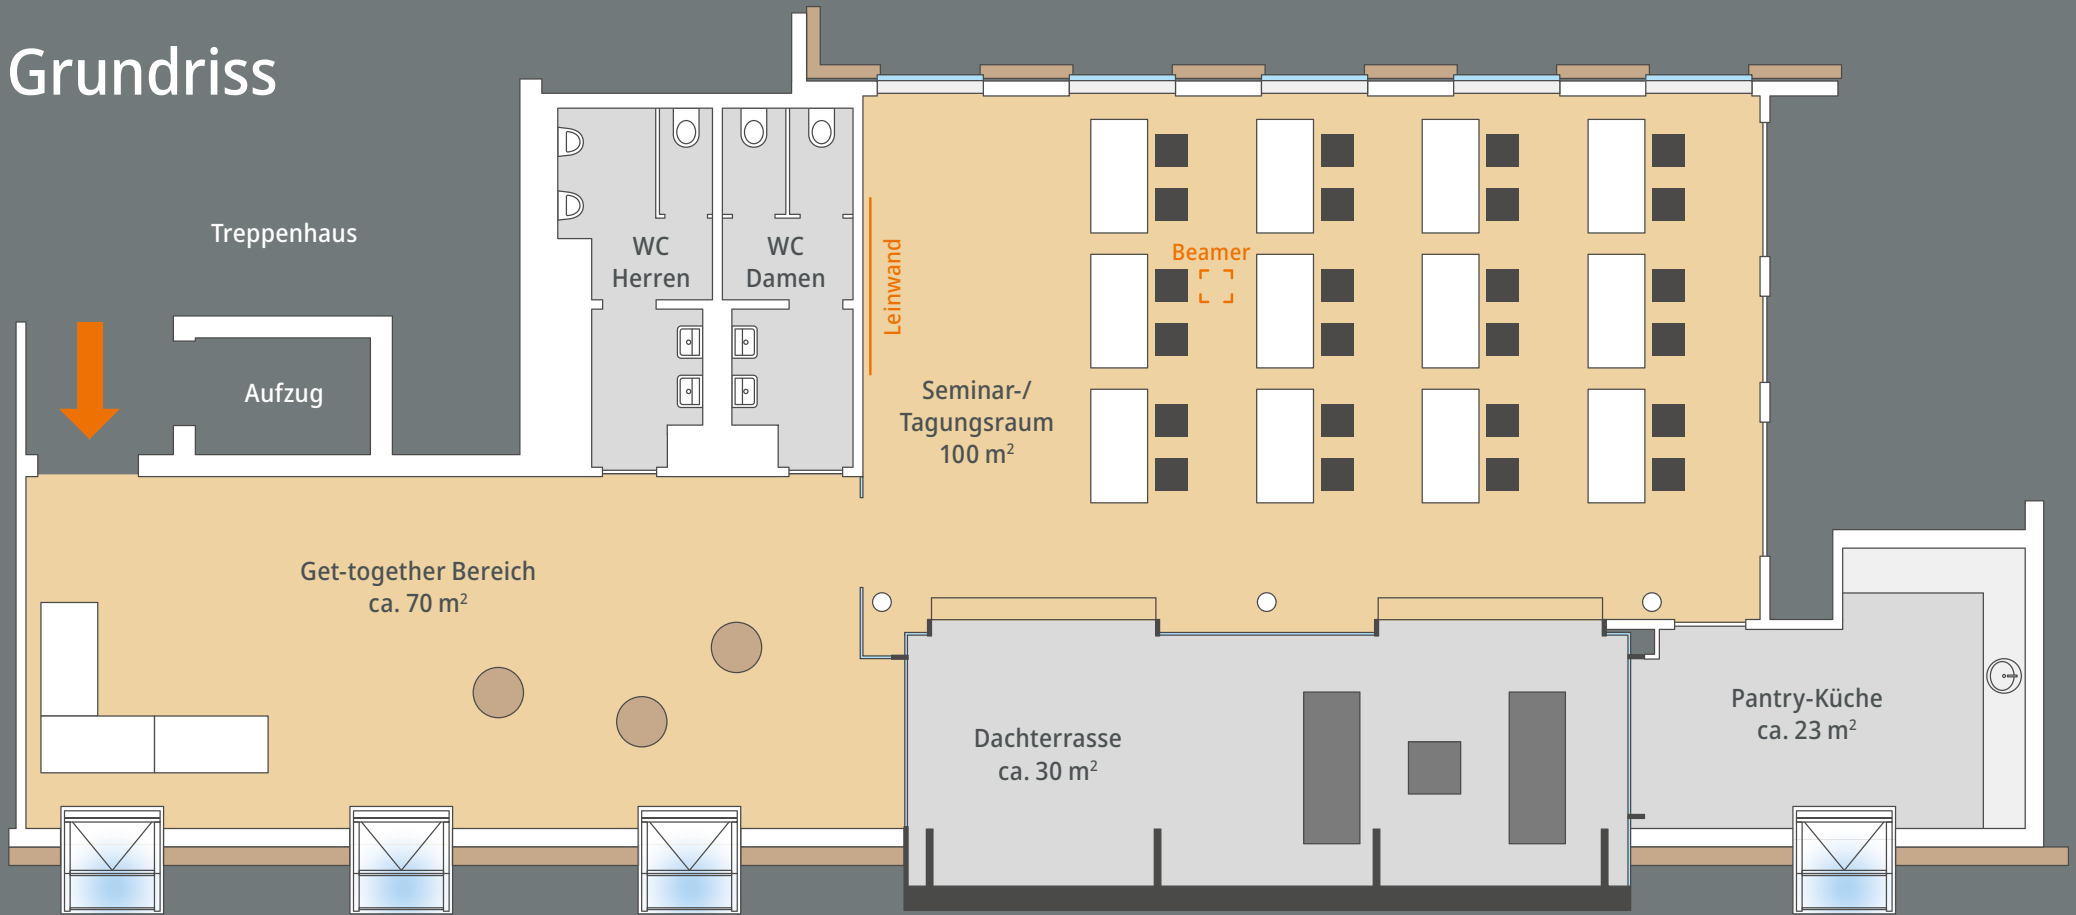 Grundriss
Treppenhaus
Aufzug
WC
Herren
WC
Damen
Leinwand
Beamer
Seminar-/
Tagungsraum
100 m²
Get-together Bereich
ca. 70 m²
Dachterrasse
ca. 30 m²
Pantry-Küche
ca. 23 m²